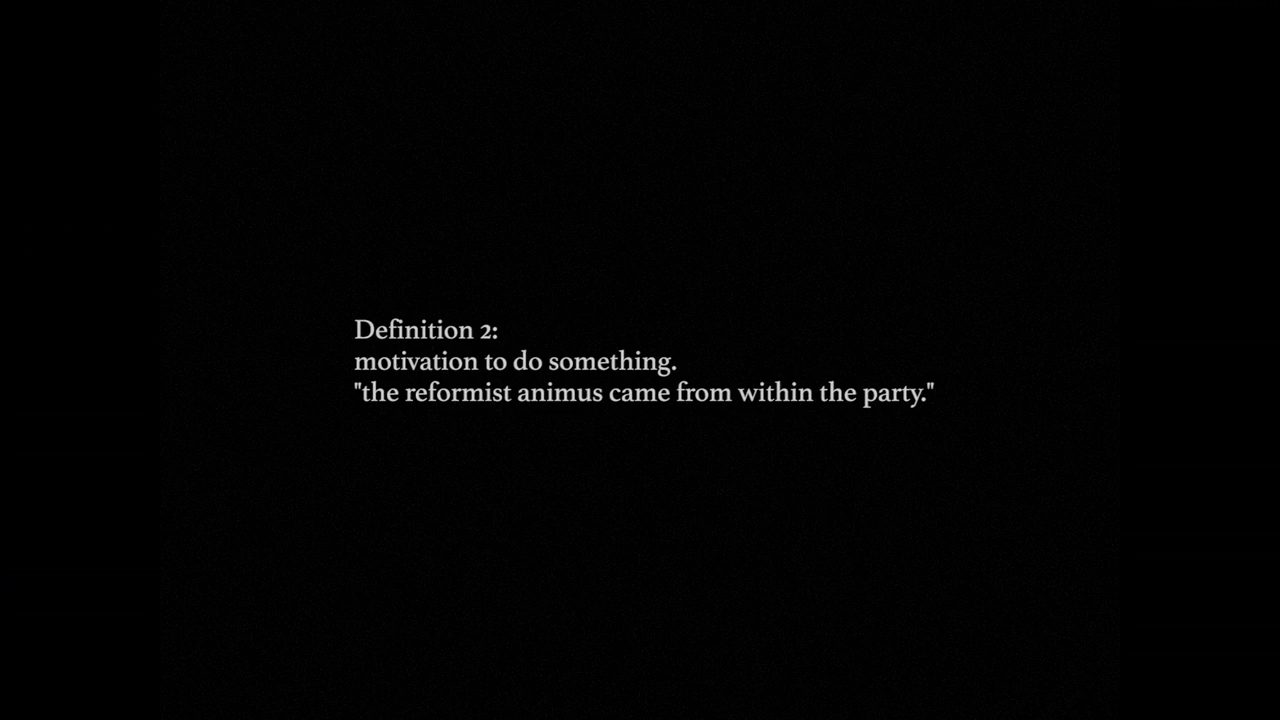 Definition 2:
motivation to do something.
"the reformist animus came from within the party."